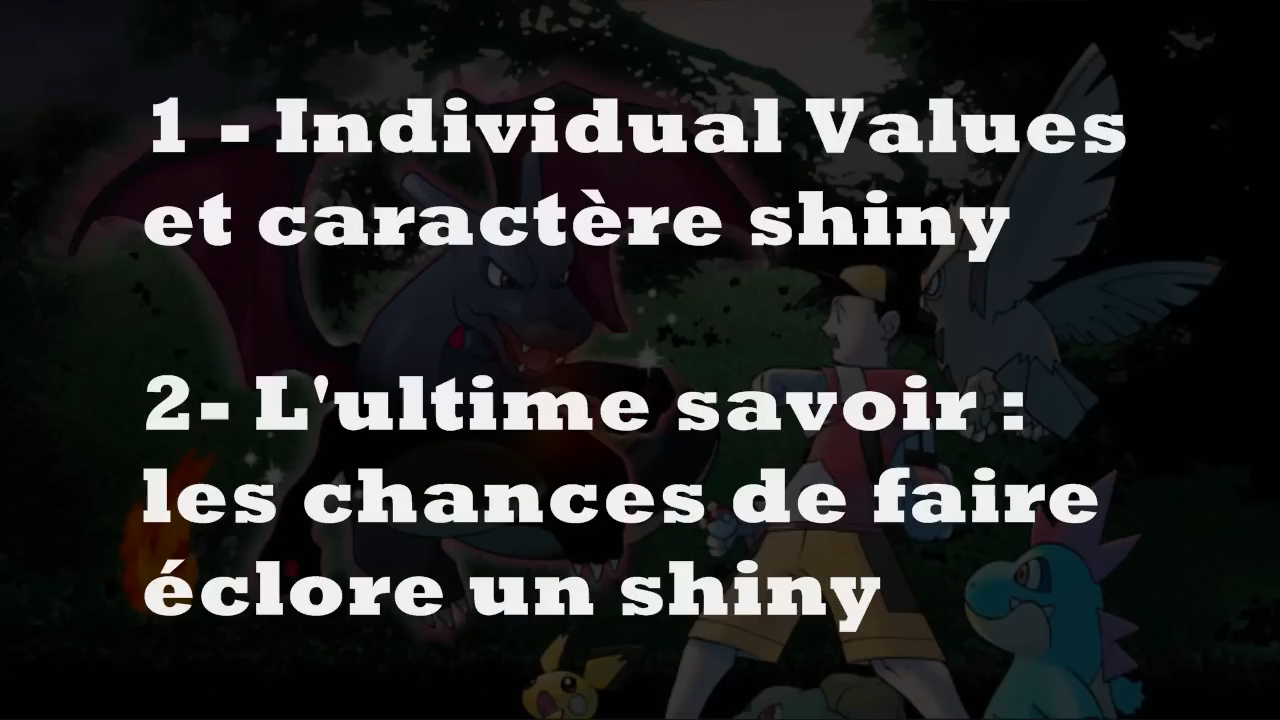 1 - Individual Values
et caractère shiny
2- L'ultime savoir :
les chances de faire
éclore un shiny